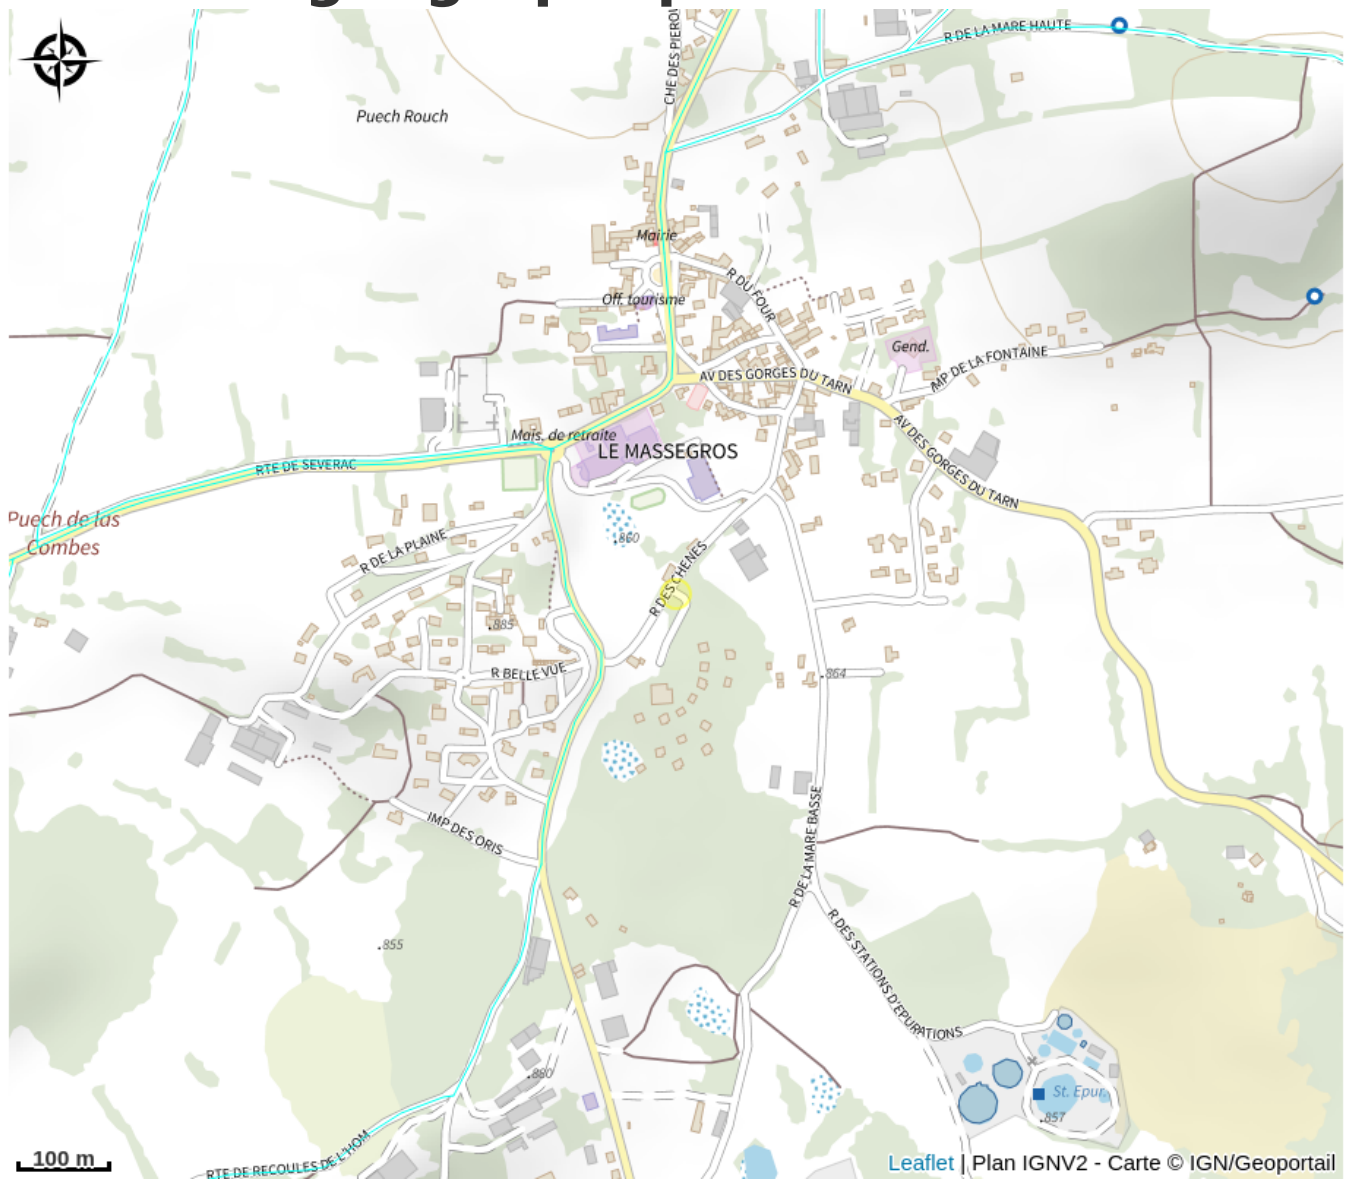 R DE LA MARE HAUTE
CHE DES PIEROU
Puech Rouch
Mairie
R DU FOUR
Off. tourisme
Gend.
IMP DE LA FONTAINE
AV DES GORGES DU TARN
Mais. de retraite
LE MASSEGROS
AV DES GORGES DU TARN
RTE DE SEVERAC
Puech de las
Combes
R DE LA PLAINE
860
R DES CHENES
885
R BELLE VUE
864
IMP DES ORIS
R DE LA MARE BASSE
855
R DES STATIONS D'EPURATIONS
880
St. Epur.
857
RTE DE RECOULES DE L'HOM
100 m
Leaflet | Plan IGNV2 - Carte © IGN/Geoportail